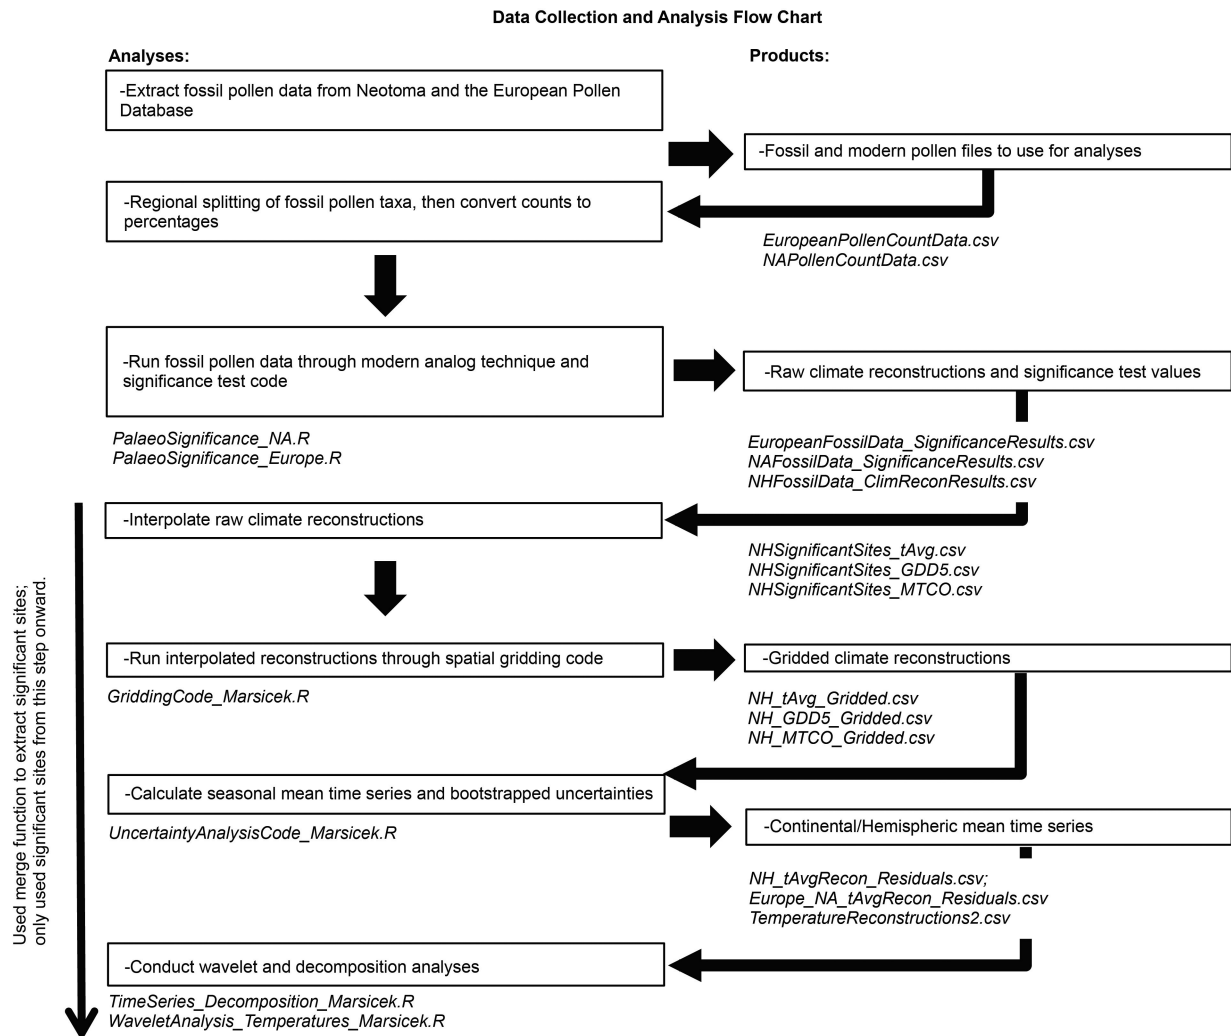 Data Collection and Analysis Flow Chart
Analyses:
Products:
-Extract fossil pollen data from Neotoma and the European Pollen
Database
-Fossil and modern pollen files to use for analyses
-Regional splitting of fossil pollen taxa, then convert counts to
percentages
EuropeanPollenCountData.csv
NAPollenCountData.csv
-Run fossil pollen data through modern analog technique and
significance test code
-Raw climate reconstructions and significance test values
PalaeoSignificance_NA.R
PalaeoSignificance_Europe.R
EuropeanFossilData_SignificanceResults.csv
NAFossilData_SignificanceResults.csv
NHFossilData_ClimReconResults.csv
-Interpolate raw climate reconstructions
NHSignificantSites_tAvg.csv
NHSignificantSites_GDD5.csv
NHSignificantSites_MTCO.csv
Used merge function to extract significant sites;
only used significant sites from this step onward.
-Run interpolated reconstructions through spatial gridding code
-Gridded climate reconstructions
GriddingCode_Marsicek.R
NH_tAvg_Gridded.csv
NH_GDD5_Gridded.csv
NH_MTCO_Gridded.csv
-Calculate seasonal mean time series and bootstrapped uncertainties
-Continental/Hemispheric mean time series
UncertaintyAnalysisCode_Marsicek.R
NH_tAvgRecon_Residuals.csv;
Europe_NA_tAvgRecon_Residuals.csv
TemperatureReconstructions2.csv
-Conduct wavelet and decomposition analyses
TimeSeries_Decomposition_Marsicek.R
WaveletAnalysis_Temperatures_Marsicek.R